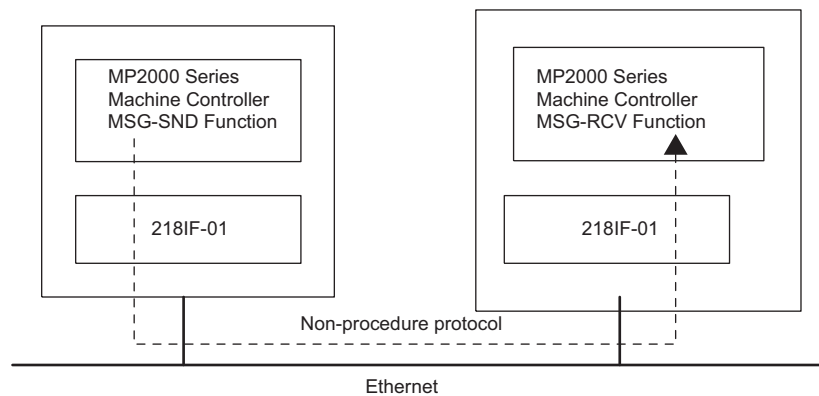 MP2000 Series
Machine Controller
MSG-SND Function
218IF-01
MP2000 Series
Machine Controller
MSG-RCV Function
218IF-01
Non-procedure protocol
Ethernet